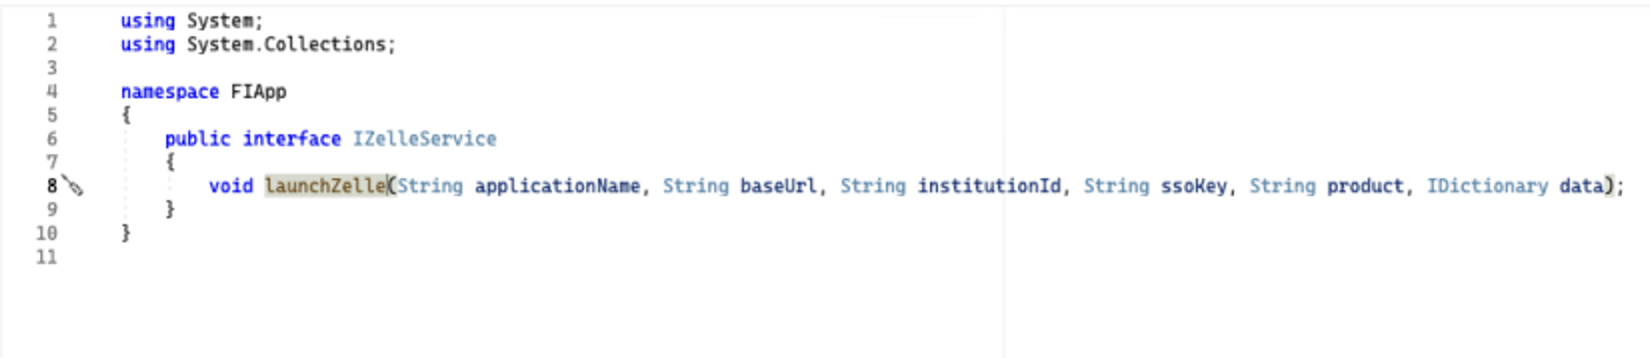 1 using System;
2 using System.Collections;
3
4 namespace FIApp
5 {
6 public interface IZelleService
7 {
8 void launchZelle(String applicationName, String baseUrl, String institutionId, String ssoKey, String product, IDictionary data);
9 }
10 }
11